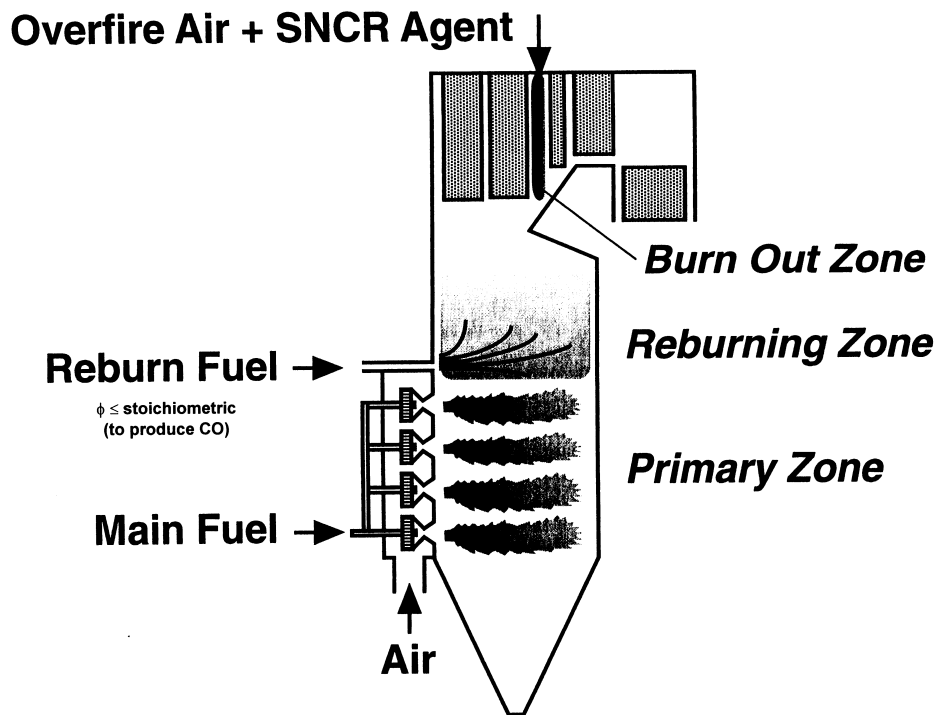 Overfire Air + SNCR Agent
Burn Out Zone
Reburning Zone
Reburn Fuel
ϕ ≤ stoichiometric
(to produce CO)
Primary Zone
Main Fuel
Air